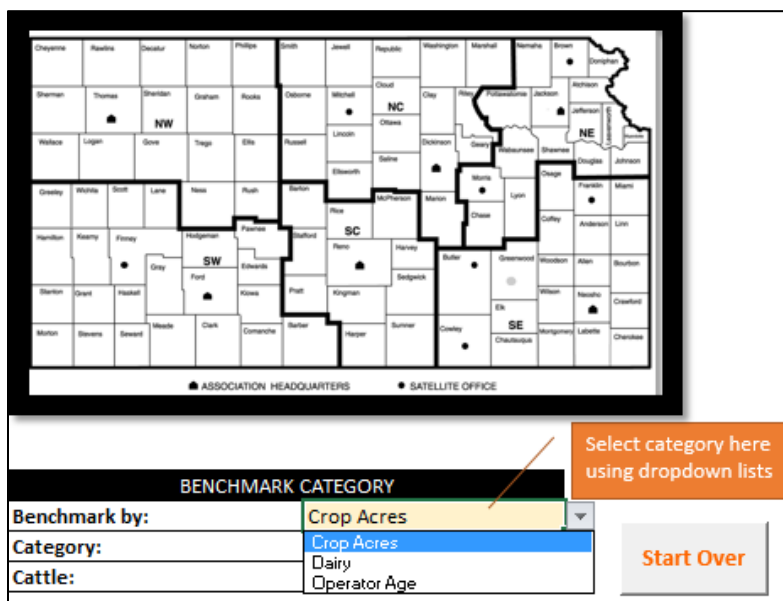 Cheyenne Rawlins Decatur Norton Phillips Smith Jewell Republic Washington Marshall Nemaha Brown Doniphan
Sherman Thomas Sheridan Graham Rooks Osborne Mitchell Cloud Clay Riley Pottawatomie Jackson Atchison
NW NC Ottawa Jefferson Leavenworth
Wallace Logan Gove Trego Ellis Russell Lincoln Saline Dickinson Geary Wabaunsee Shawnee NE
Ellsworth Morris Osage Douglas Johnson
Greeley Wichita Scott Lane Ness Rush Barton McPherson Marion Chase Lyon Franklin Miami
Rice Coffey Anderson Linn
Hamilton Kearny Finney Hodgeman Pawnee Stafford SC Reno Harvey Butler Greenwood Woodson Allen Bourbon
Gray SW Edwards
Ford Sedgwick
Stanton Grant Haskell Kiowa Pratt Kingman Elk Wilson Neosho Crawford
Morton Stevens Seward Meade Clark Comanche Barber Harper Sumner Cowley SE Chautauqua Montgomery Labette Cherokee
ASSOCIATION HEADQUARTERS SATELLITE OFFICE
Select category here
using dropdown lists
BENCHMARK CATEGORY
Benchmark by: Crop Acres
Category: Crop Acres
Dairy
Cattle: Operator Age
Start Over